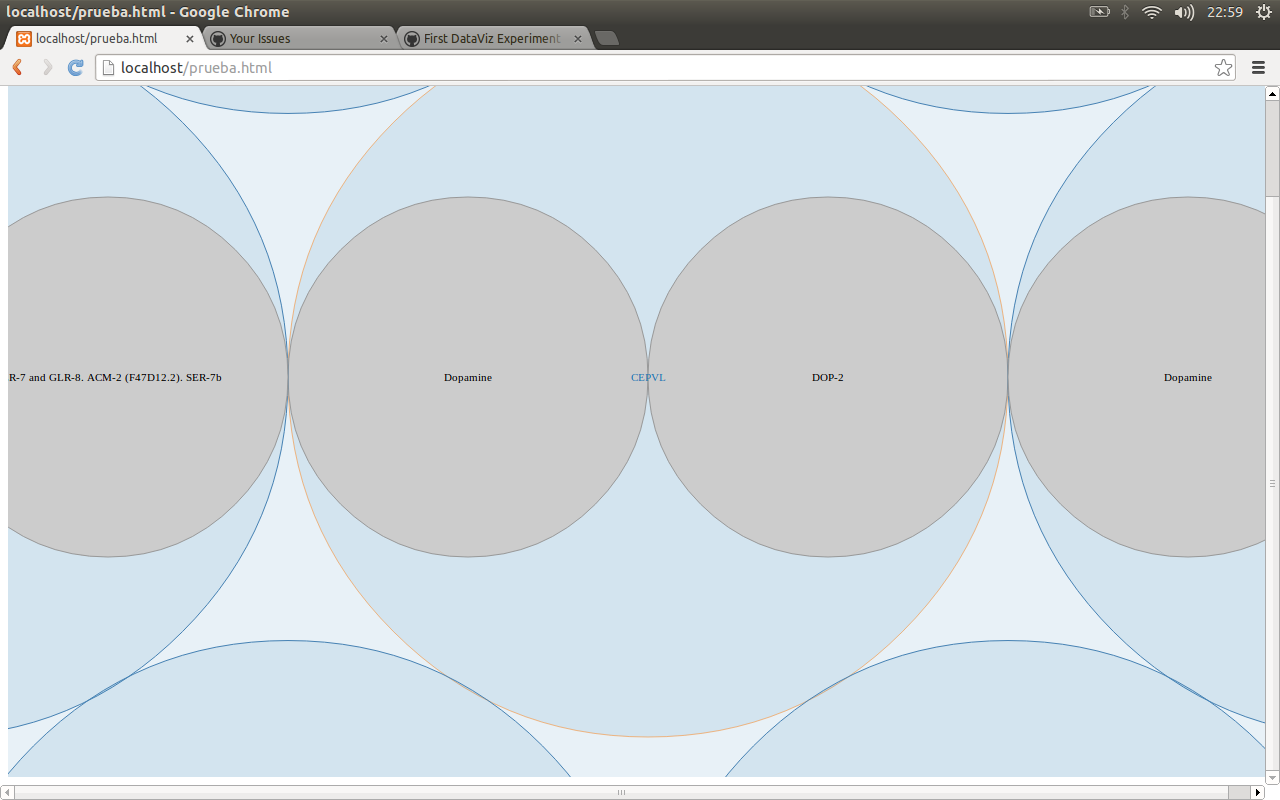 localhost/prueba.html - Google Chrome
22:59
localhost/prueba.html
Your Issues
First DataViz Experiment
localhost/prueba.html
R-7 and GLR-8. ACM-2 (F47D12.2). SER-7b
Dopamine
CEPVL
DOP-2
Dopamine